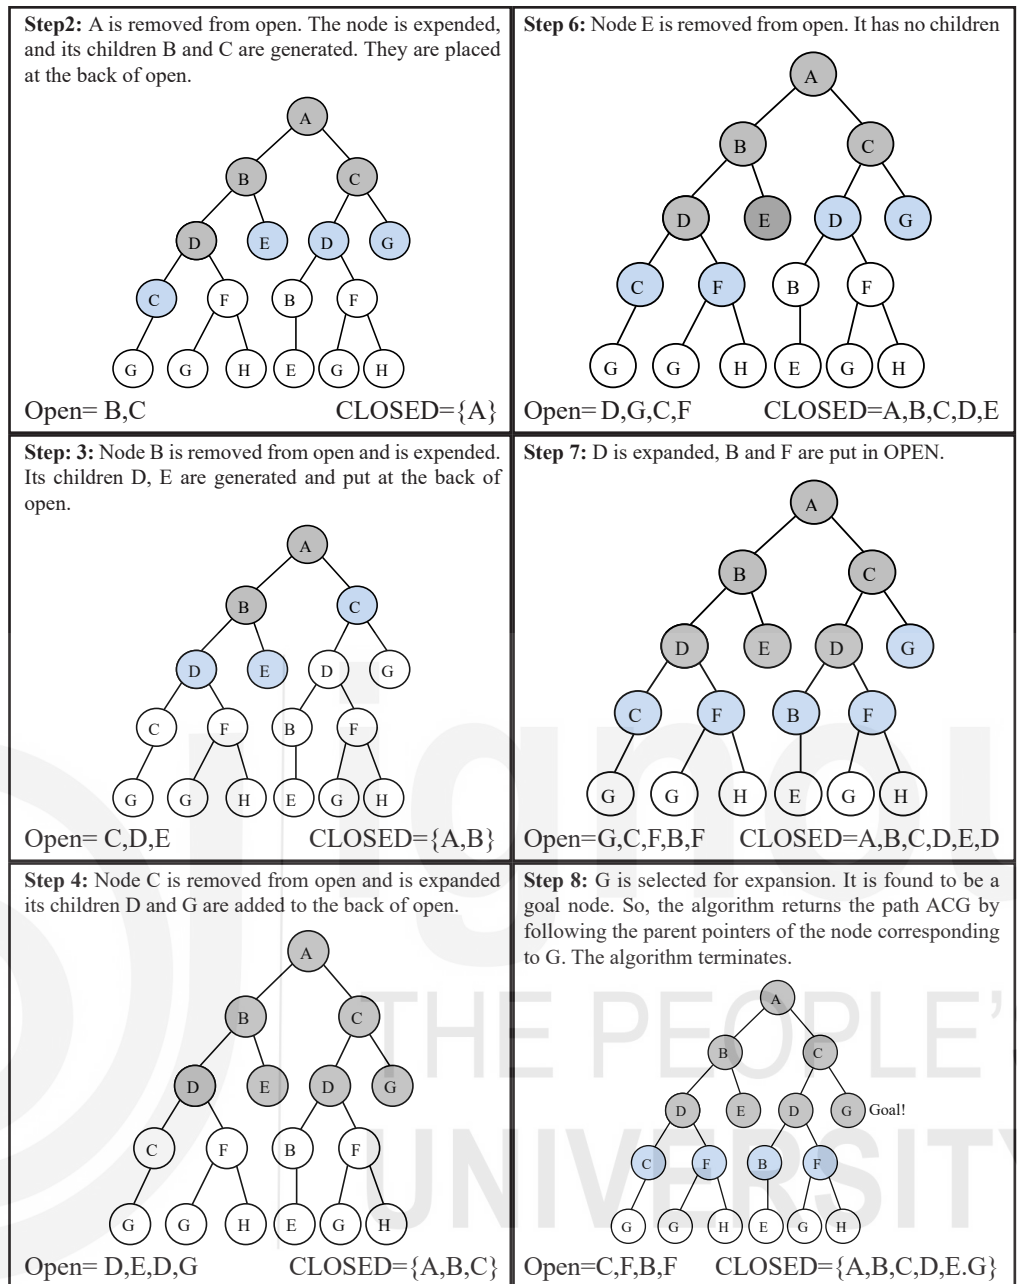 Step2: A is removed from open. The node is expended,
and its children B and C are generated. They are placed
at the back of open.
A
B C
D E D G
C F B F
G G H E G H
Open= B,C CLOSED={A}
Step: 3: Node B is removed from open and is expended.
Its children D, E are generated and put at the back of
open.
A
B C
D E D G
C F B F
G G H E G H
Open= C,D,E CLOSED={A,B}
Step 4: Node C is removed from open and is expanded
its children D and G are added to the back of open.
A
B C
D E D G
C F B F
G G H E G H
Open= D,E,D,G CLOSED={A,B,C}
Step 6: Node E is removed from open. It has no children
A
B C
D E D G
C F B F
G G H E G H
Open= D,G,C,F CLOSED=A,B,C,D,E
Step 7: D is expanded, B and F are put in OPEN.
A
B C
D E D G
C F B F
G G H E G H
Open=G,C,F,B,F CLOSED=A,B,C,D,E,D
Step 8: G is selected for expansion. It is found to be a
goal node. So, the algorithm returns the path ACG by
following the parent pointers of the node corresponding
to G. The algorithm terminates.
A
B C
D E D G Goal!
C F B F
G G H E G H
Open=C,F,B,F CLOSED={A,B,C,D,E.G}
ignou
THE PEOPLE'
UNIVERSITY